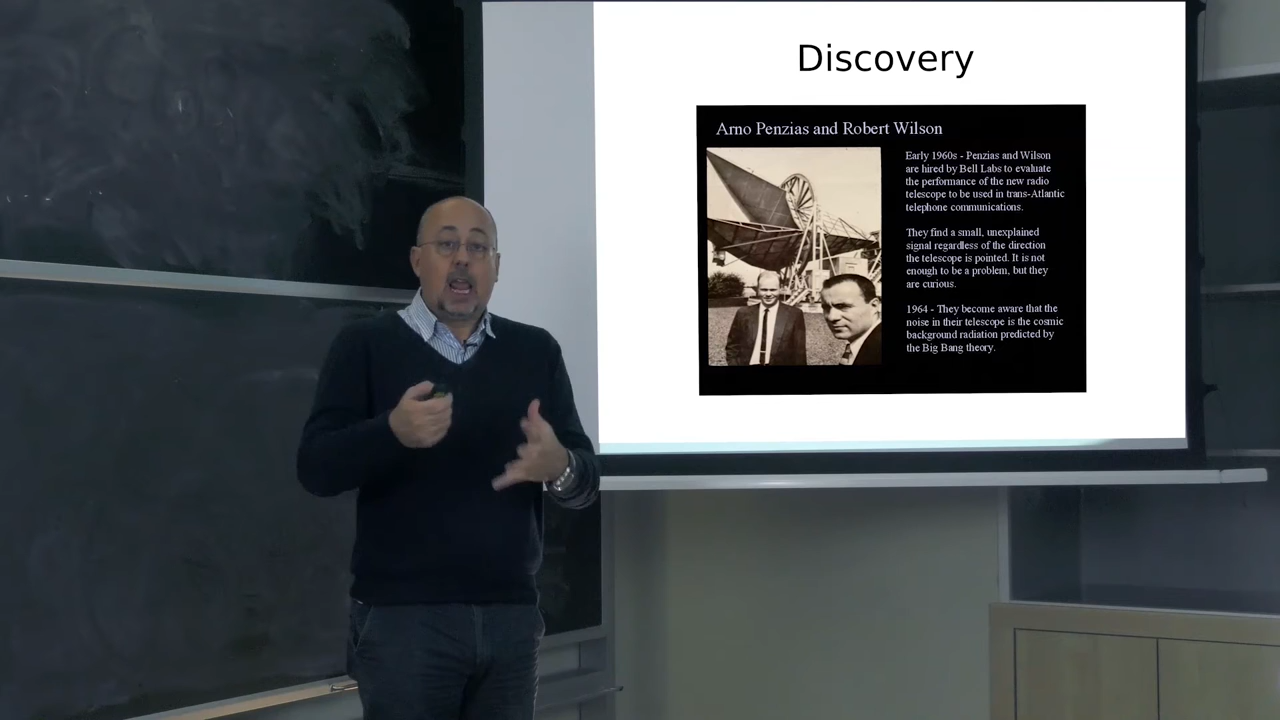 Discovery
Arno Penzias and Robert Wilson
Early 1960s - Penzias and Wilson
are hired by Bell Labs to evaluate
the performance of the new radio
telescope to be used in trans-Atlantic
telephone communications.
They find a small, unexplained
signal regardless of the direction
the telescope is pointed. It is not
enough to be a problem, but they
are curious.
1964 - They become aware that the
noise in their telescope is the cosmic
background radiation predicted by
the Big Bang theory.